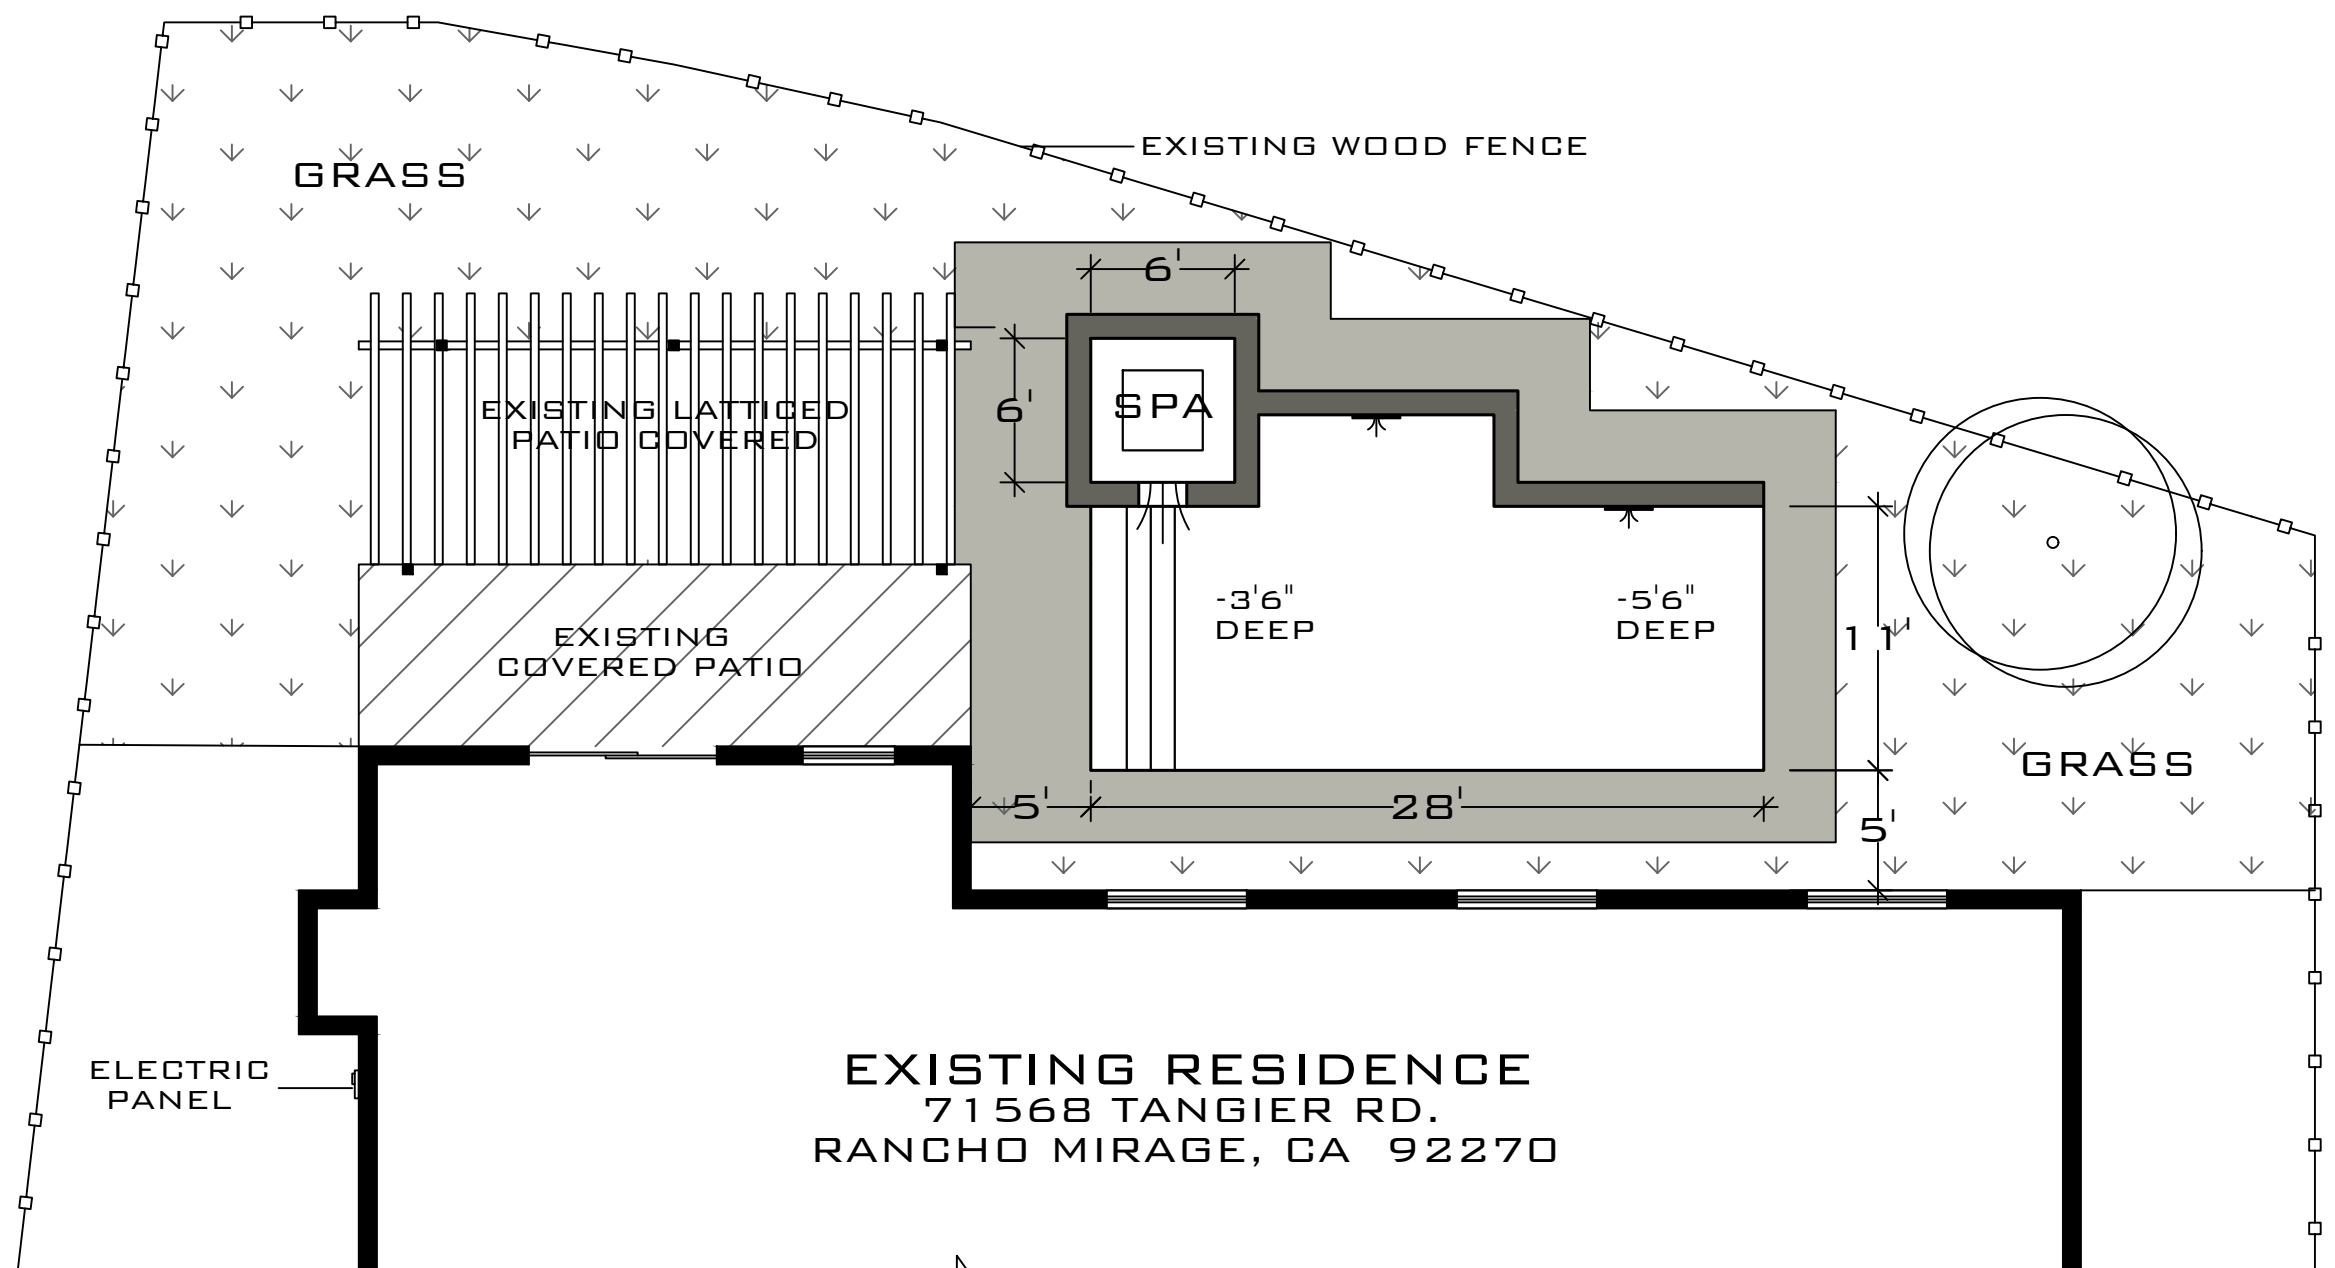 EXISTING WOOD FENCE
GRASS
6'
6'
SPA
EXISTING LATTICED
PATIO COVERED
-3'6"
DEEP
-5'6"
DEEP
11'
EXISTING
COVERED PATIO
GRASS
5'
28'
5'
EXISTING RESIDENCE
71568 TANGIER RD.
RANCHO MIRAGE, CA 92270
ELECTRIC
PANEL